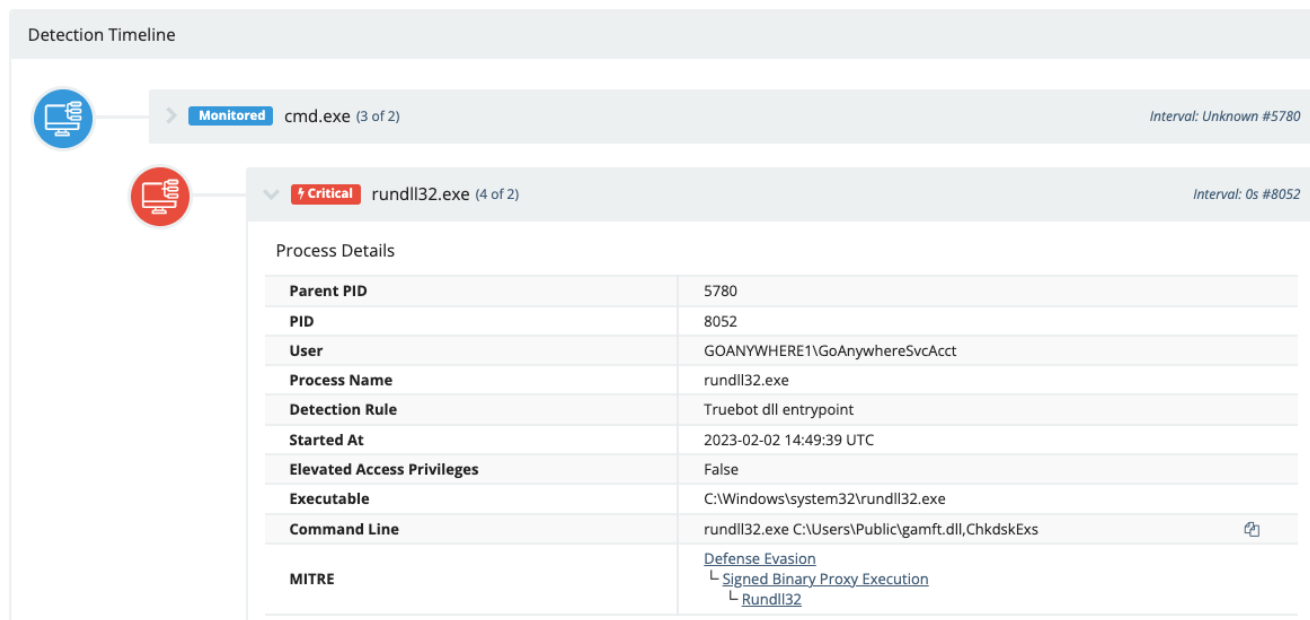 Detection Timeline
Monitored cmd.exe (3 of 2) Interval: Unknown #5780
Critical rundll32.exe (4 of 2) Interval: 0s #8052
Process Details
Parent PID 5780
PID 8052
User GOANYWHERE1\GoAnywhereSvcAcct
Process Name rundll32.exe
Detection Rule Truebot dll entrypoint
Started At 2023-02-02 14:49:39 UTC
Elevated Access Privileges False
Executable C:\Windows\system32\rundll32.exe
Command Line rundll32.exe C:\Users\Public\gamft.dll,ChkdskExs
Defense Evasion
MITRE Signed Binary Proxy Execution
Rundll32